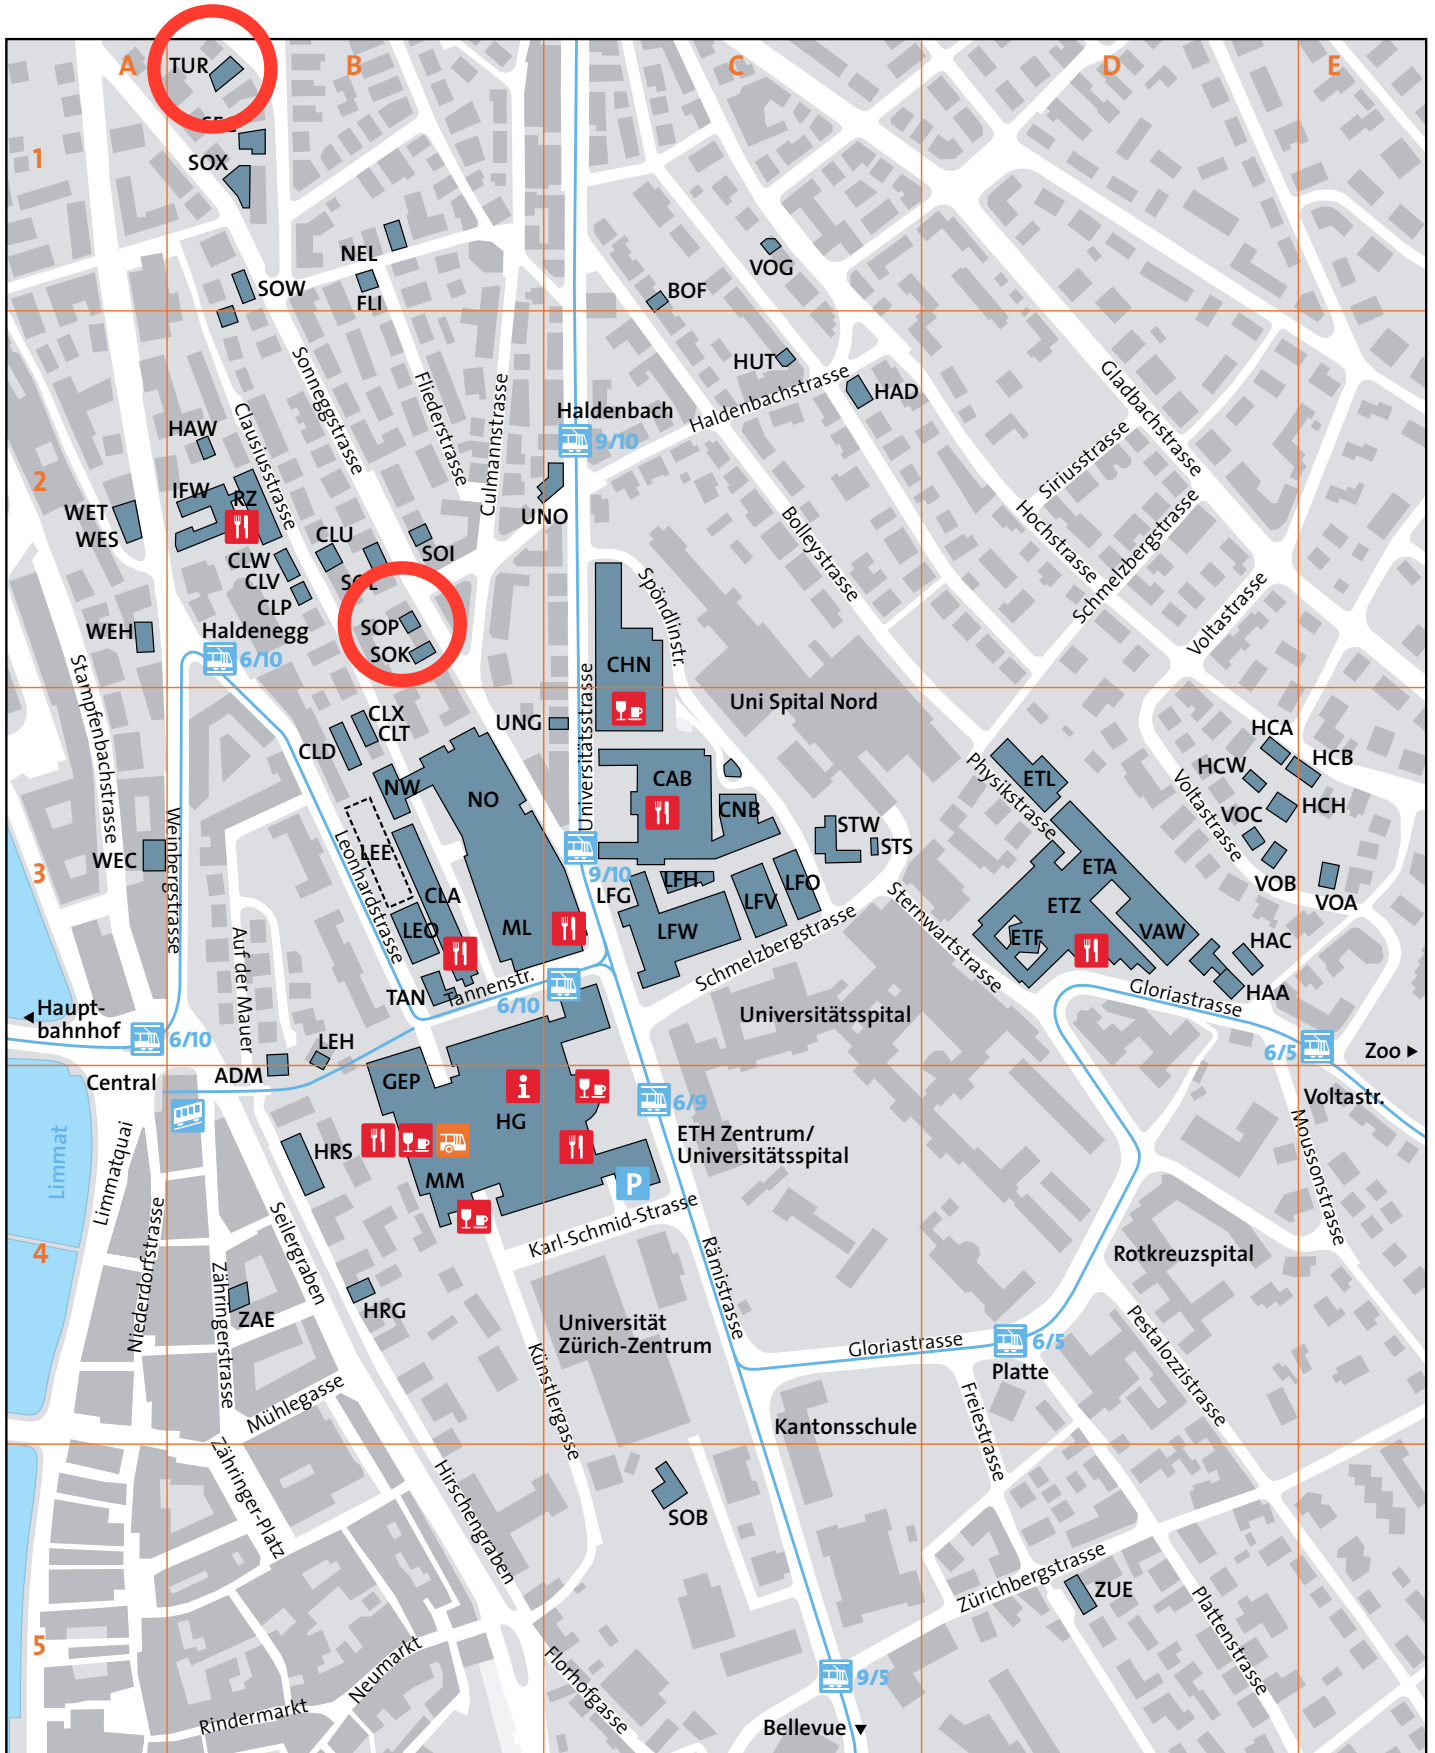 A
B
C
D
E
TUR
1
SOX
NEL
VOG
SOW
FLI
BOF
HUT
HAD
Sonneggstrasse
Fliederstrasse
Culmannstrasse
Haldenbachstrasse
Gladbachstrasse
Haldenbach
9/10
HAW
Clausiusstrasse
Siriusstrasse
2
IFW
RZ
WET
WES
UNO
Bolleystrasse
Hochstrasse
Schmelzbergstrasse
CLU
SOI
CLW
CLV
CLP
Spöndlinstr.
Voltastrasse
WEH
Haldenegg
6/10
SOP
SOK
CHN
Stampfenbachstrasse
Universitätsstrasse
Uni Spital Nord
CLX
CLT
UNG
CLD
HCA
HCB
HCW
HCH
VOC
Physikstrasse
ETL
Voltastrasse
NW
NO
CAB
CNB
STW
STS
Weinbergstrasse
Leonhardstrasse
LEE
WEC
3
9/10
LFG
LFH
LFO
LFV
CLA
ETA
VOB
VOA
ETZ
LEO
ML
LFW
ETF
VAW
HAC
Schmelzbergstrasse
Sternwartstrasse
Auf der Mauer
TAN
Tannenstr.
6/10
HAA
Gloriastrasse
Haupt-
bahnhof
6/10
Universitätsspital
LEH
6/5
Zoo
Central
ADM
GEP
Voltastr.
6/9
HG
ETH Zentrum/
Universitätsspital
Limmat
Limmatquai
HRS
MM
P
Moussonstrasse
Niederdorfstrasse
Seilergraben
Karl-Schmid-Strasse
4
Rämistrasse
Rotkreuzspital
Zähringerstrasse
ZAE
HRG
Universität
Zürich-Zentrum
Gloriastrasse
6/5
Platte
Pestalozzistrasse
Künstlergasse
Mühlegasse
Freiestrasse
Kantonsschule
Zähringer-Platz
Hirschengraben
SOB
Zürichbergstrasse
ZUE
Plattenstrasse
5
Neumarkt
Florhofgasse
9/5
Rindermarkt
Bellevue